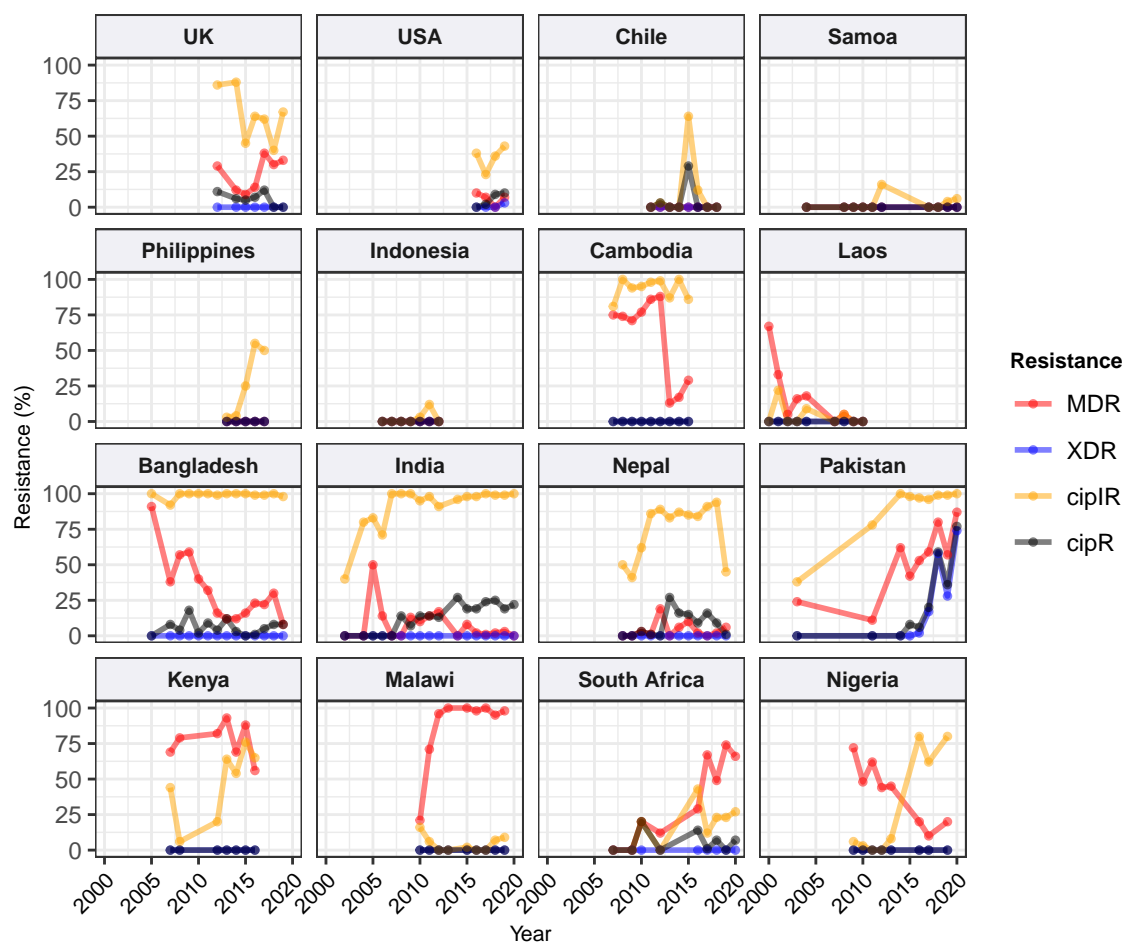 UK USA Chile Samoa
100
75
50
25
0
Philippines Indonesia Cambodia Laos
100
75
50
25
0
Bangladesh India Nepal Pakistan
100
75
50
25
0
Kenya Malawi South Africa Nigeria
100
75
50
25
0
2000 2005 2010 2015 2020 2000 2005 2010 2015 2020 2000 2005 2010 2015 2020 2000 2005 2010 2015 2020
Year
Resistance (%)
Resistance
MDR
XDR
cipIR
cipR